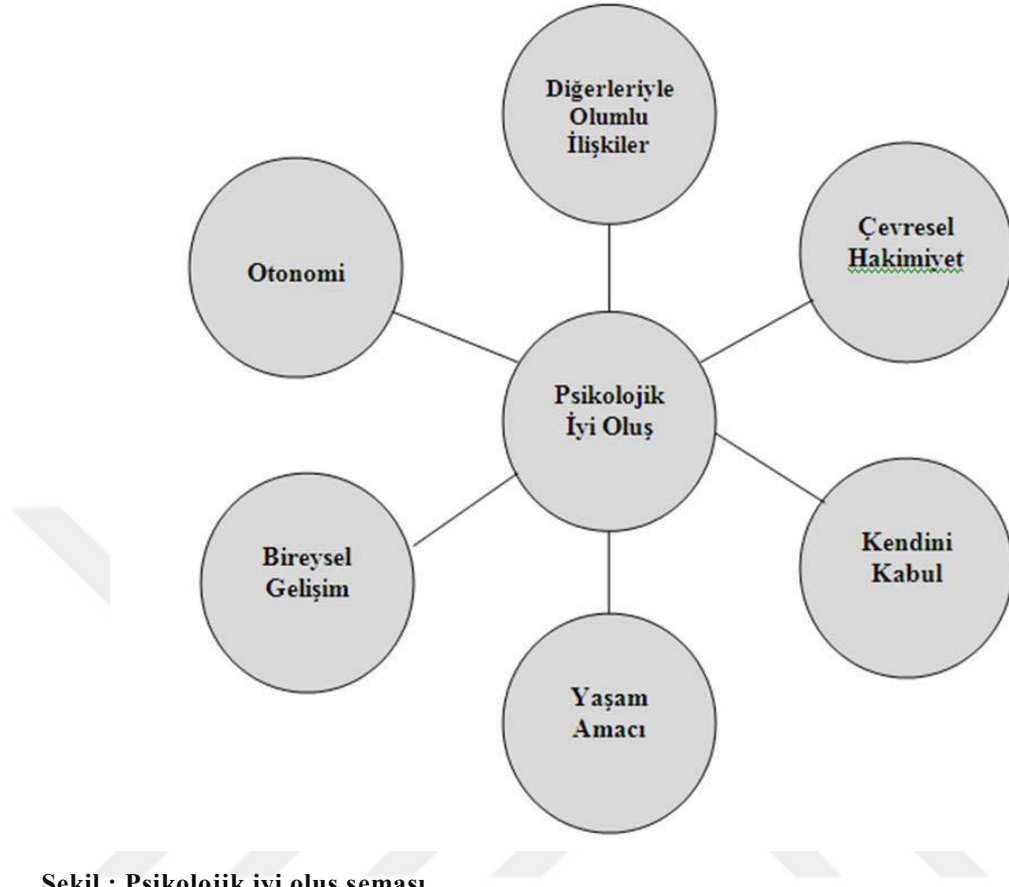 Diğerleriyle
Olumlu
İlişkiler
Çevresel
Hakimiyet
Otonomi
Psikolojik
İyi Oluş
Kendini
Kabul
Bireysel
Gelişim
Yaşam
Amacı
Şekil : Psikolojik iyi oluş şeması